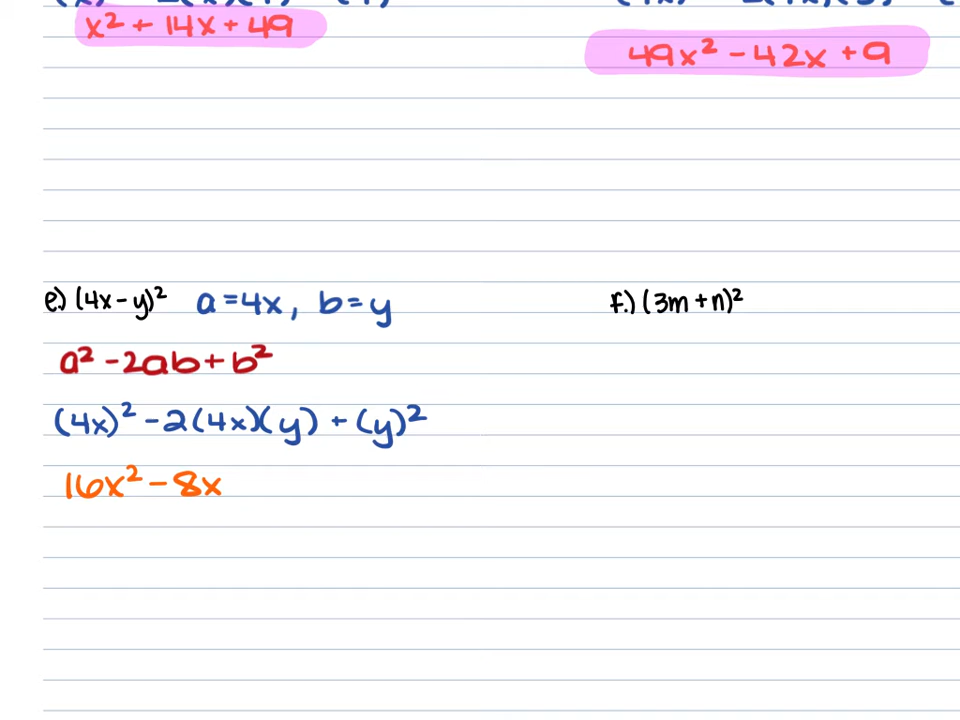 x² + 14x + 49
49x² - 42x + 9
e.) (4x - y)² a = 4x, b = y
f.) (3m + n)²
a² - 2ab + b²
(4x)² - 2(4x)(y) + (y)²
16x² - 8x